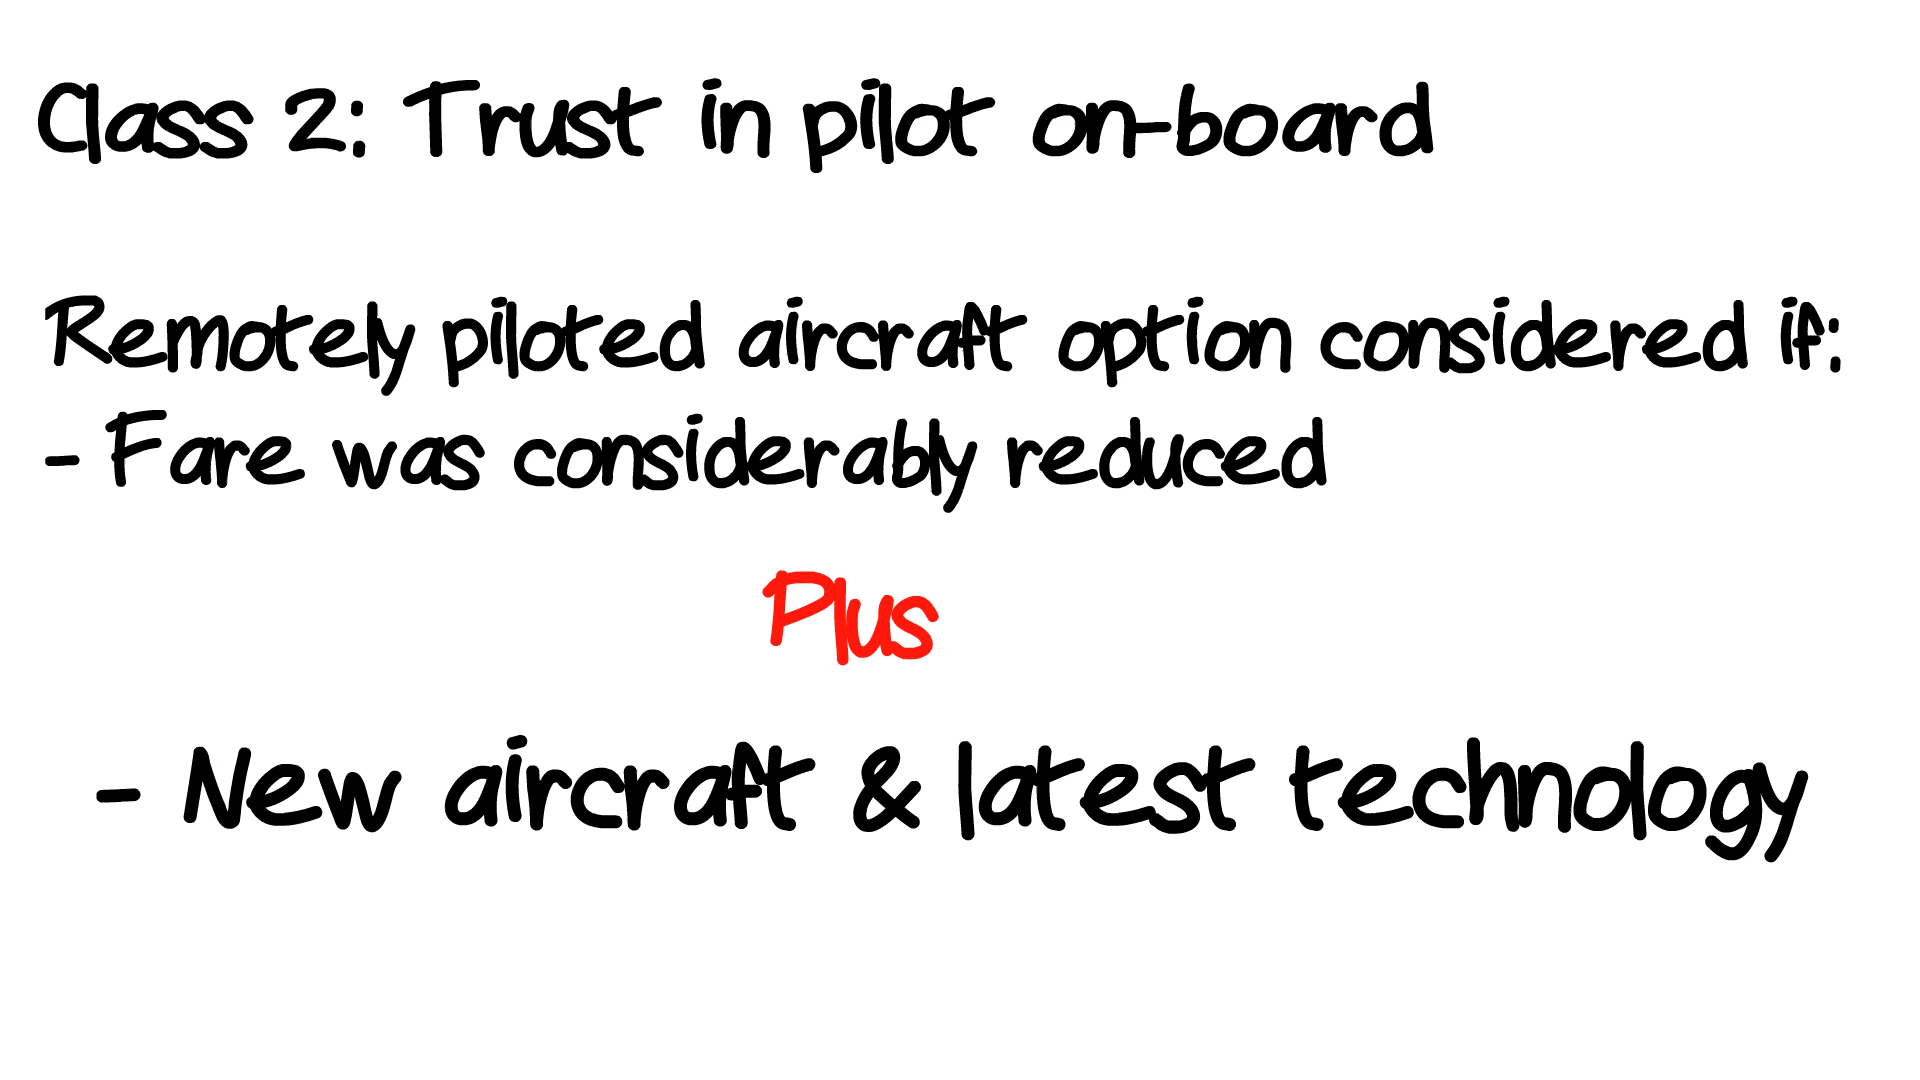 Class 2: Trust in pilot on-board
Remotely piloted aircraft option considered if:
- Fare was considerably reduced
Plus
- New aircraft & latest technology